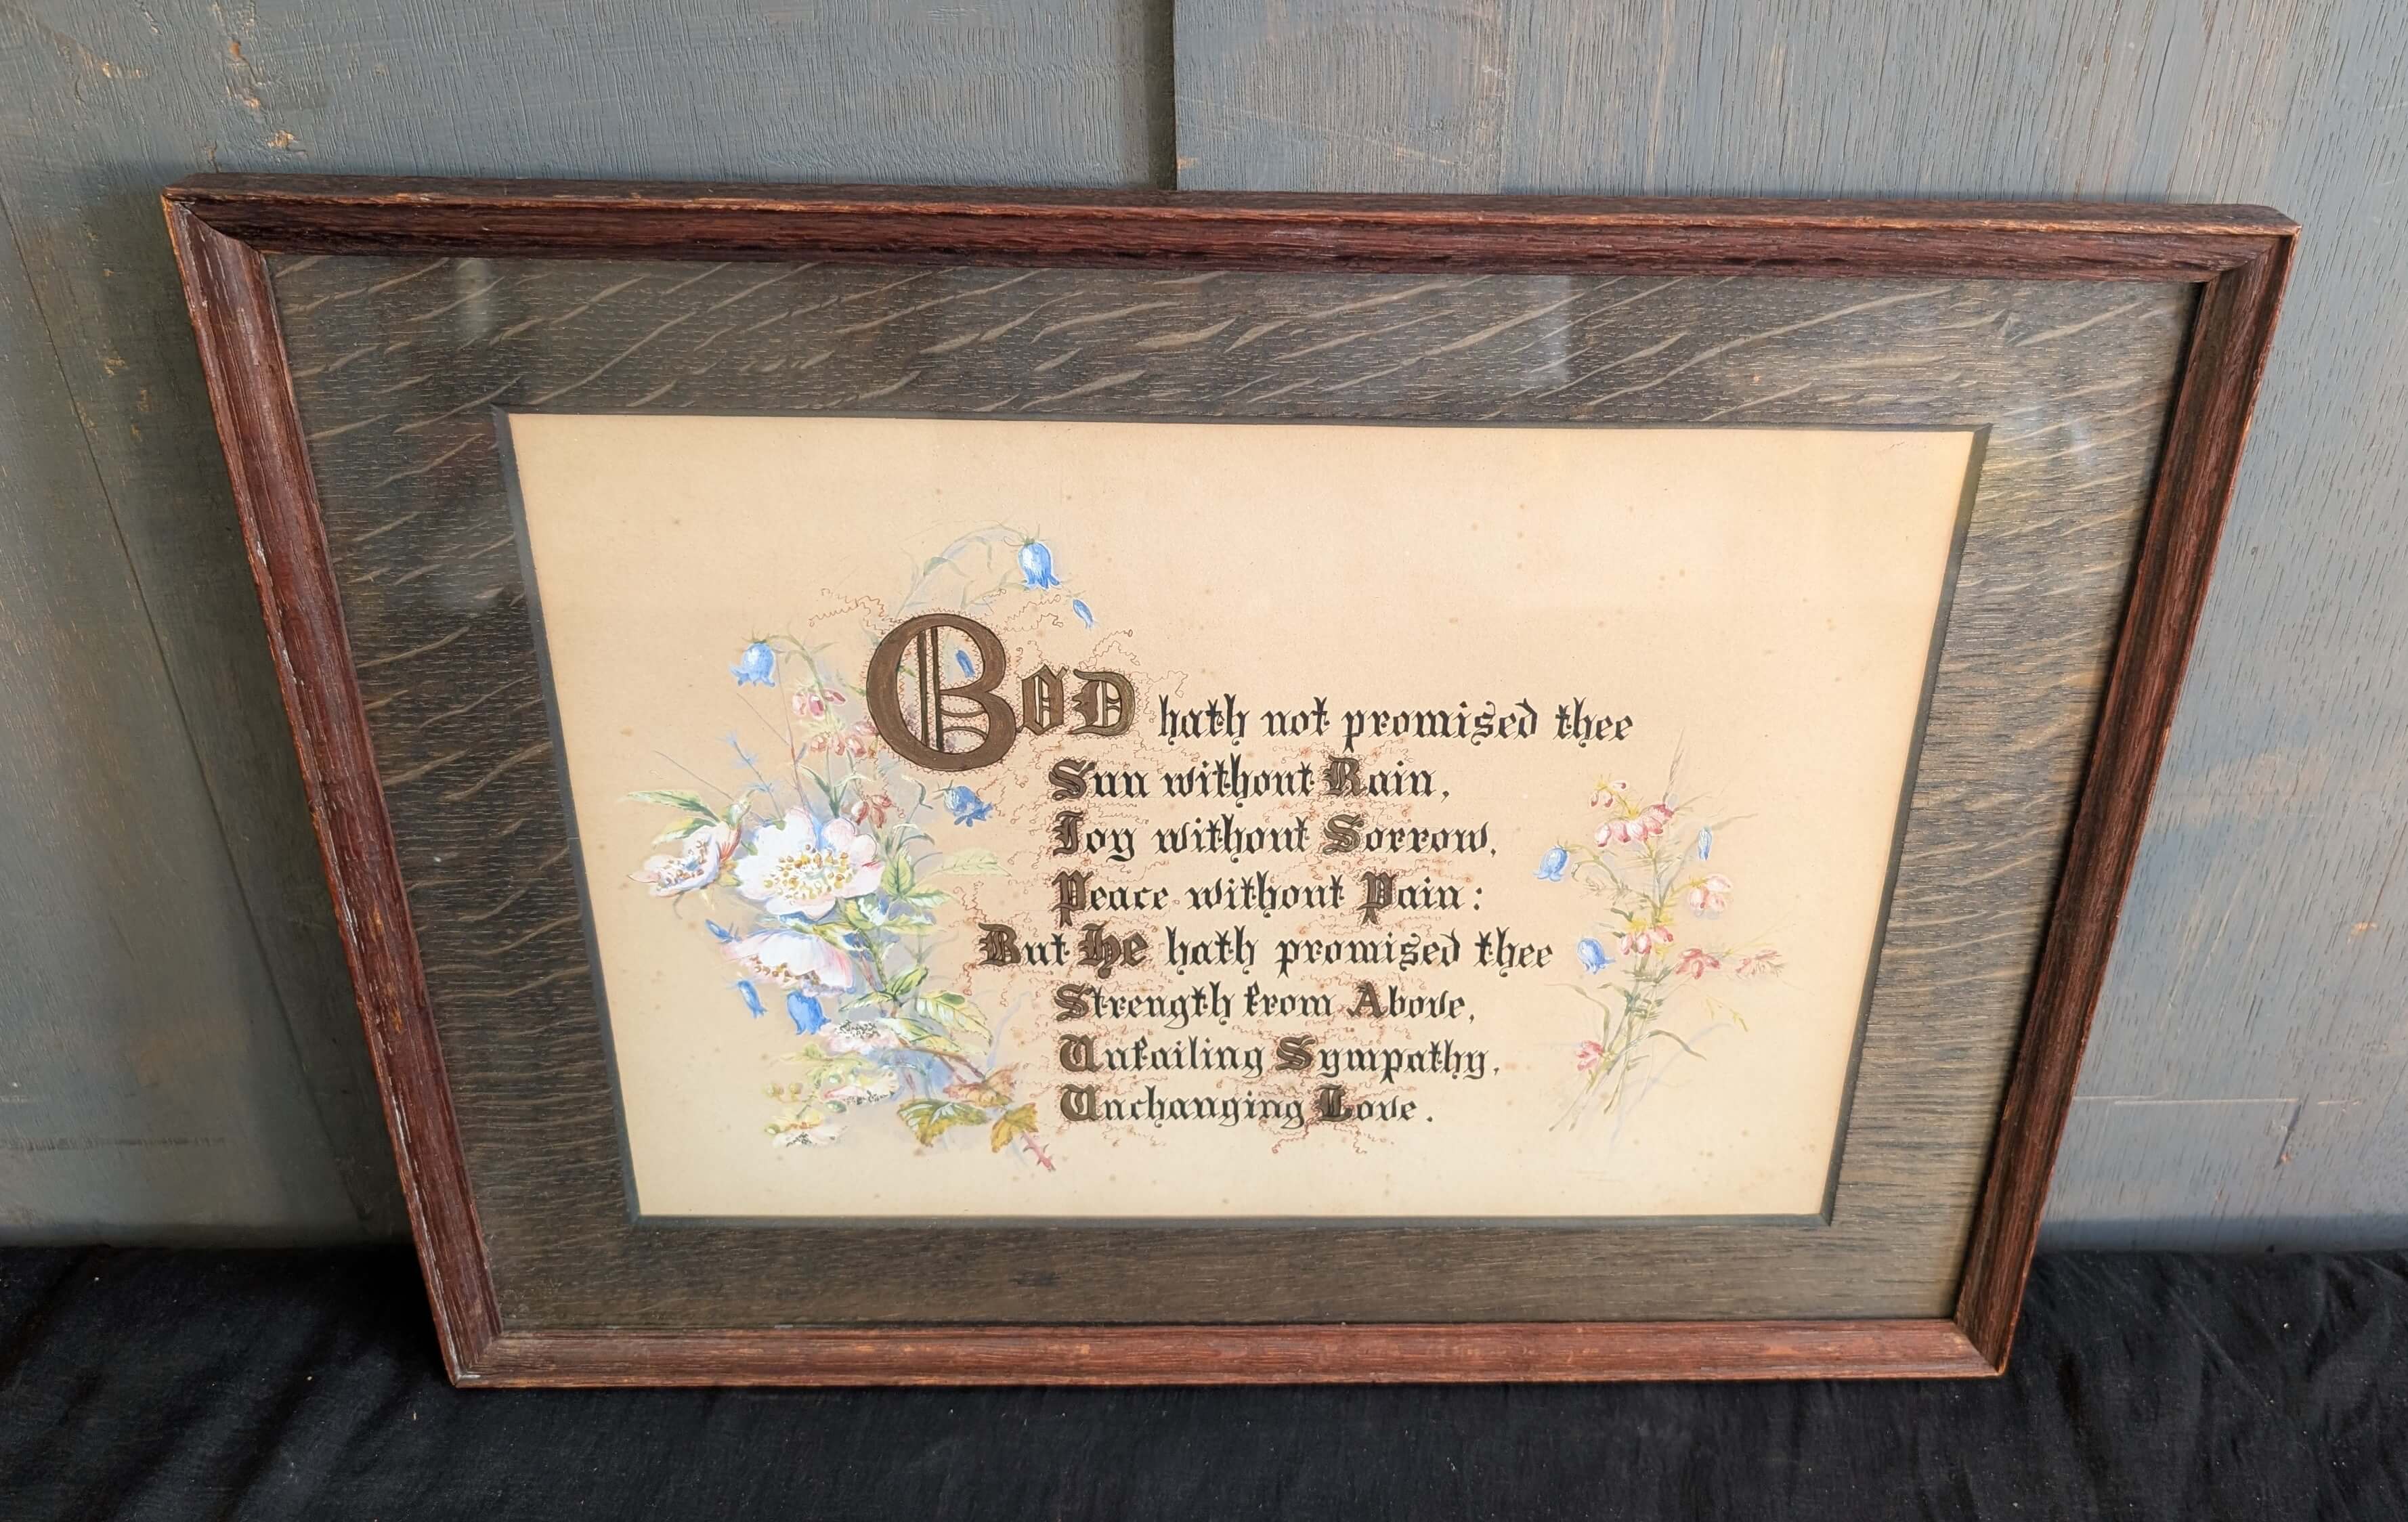 GOD hath not promised thee
Sun without Rain,
Joy without Sorrow,
Peace without Pain:
But He hath promised thee
Strength from Above,
Unfailing Sympathy,
Unchanging Love.